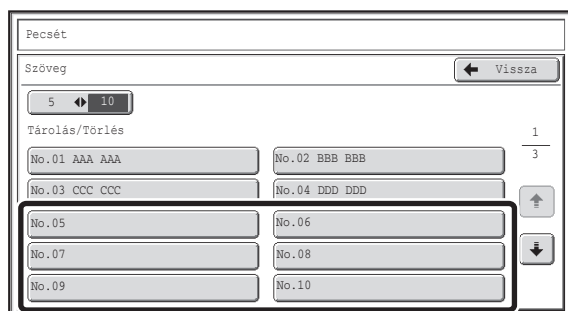 Pecsét
Szöveg
Vissza
5 10
Tárolás/Törlés
1
3
No.01 AAA AAA
No.02 BBB BBB
No.03 CCC CCC
No.04 DDD DDD
No.05
No.06
No.07
No.08
No.09
No.10